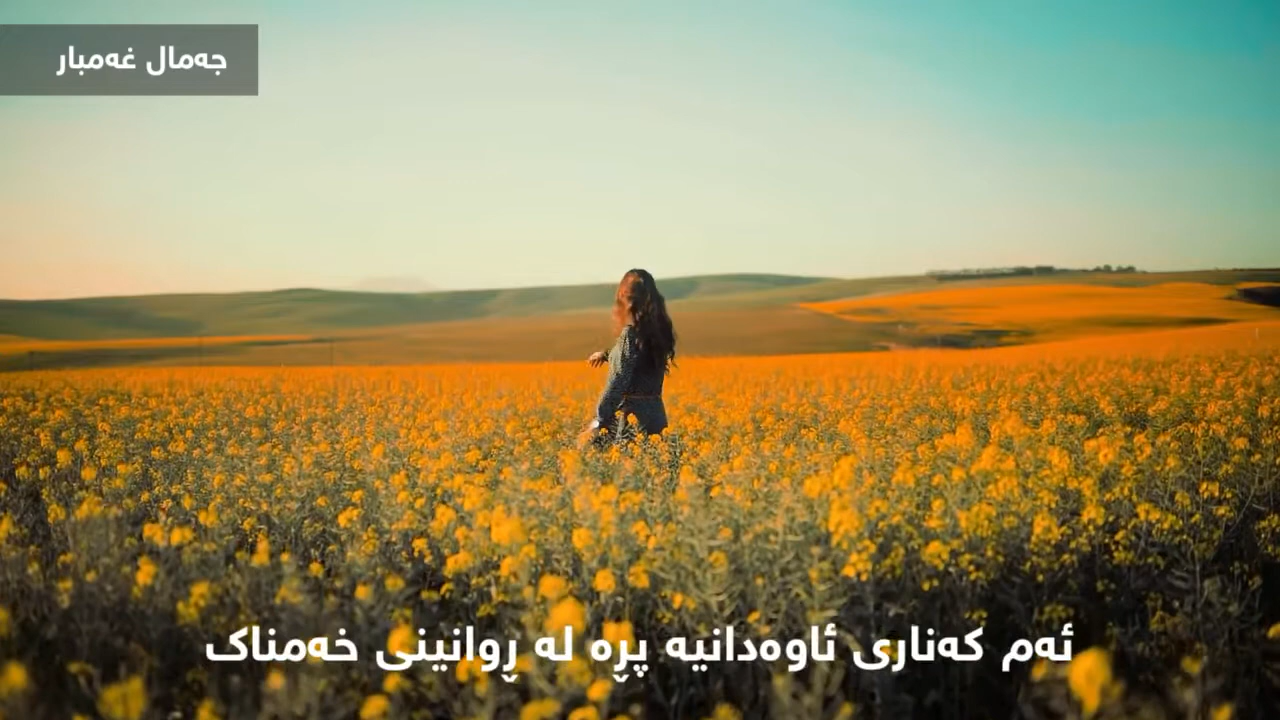 جەمال غەمبار
ئەم کەناری ئاوەدانیە پڕە لە ڕوانینی خەمناک